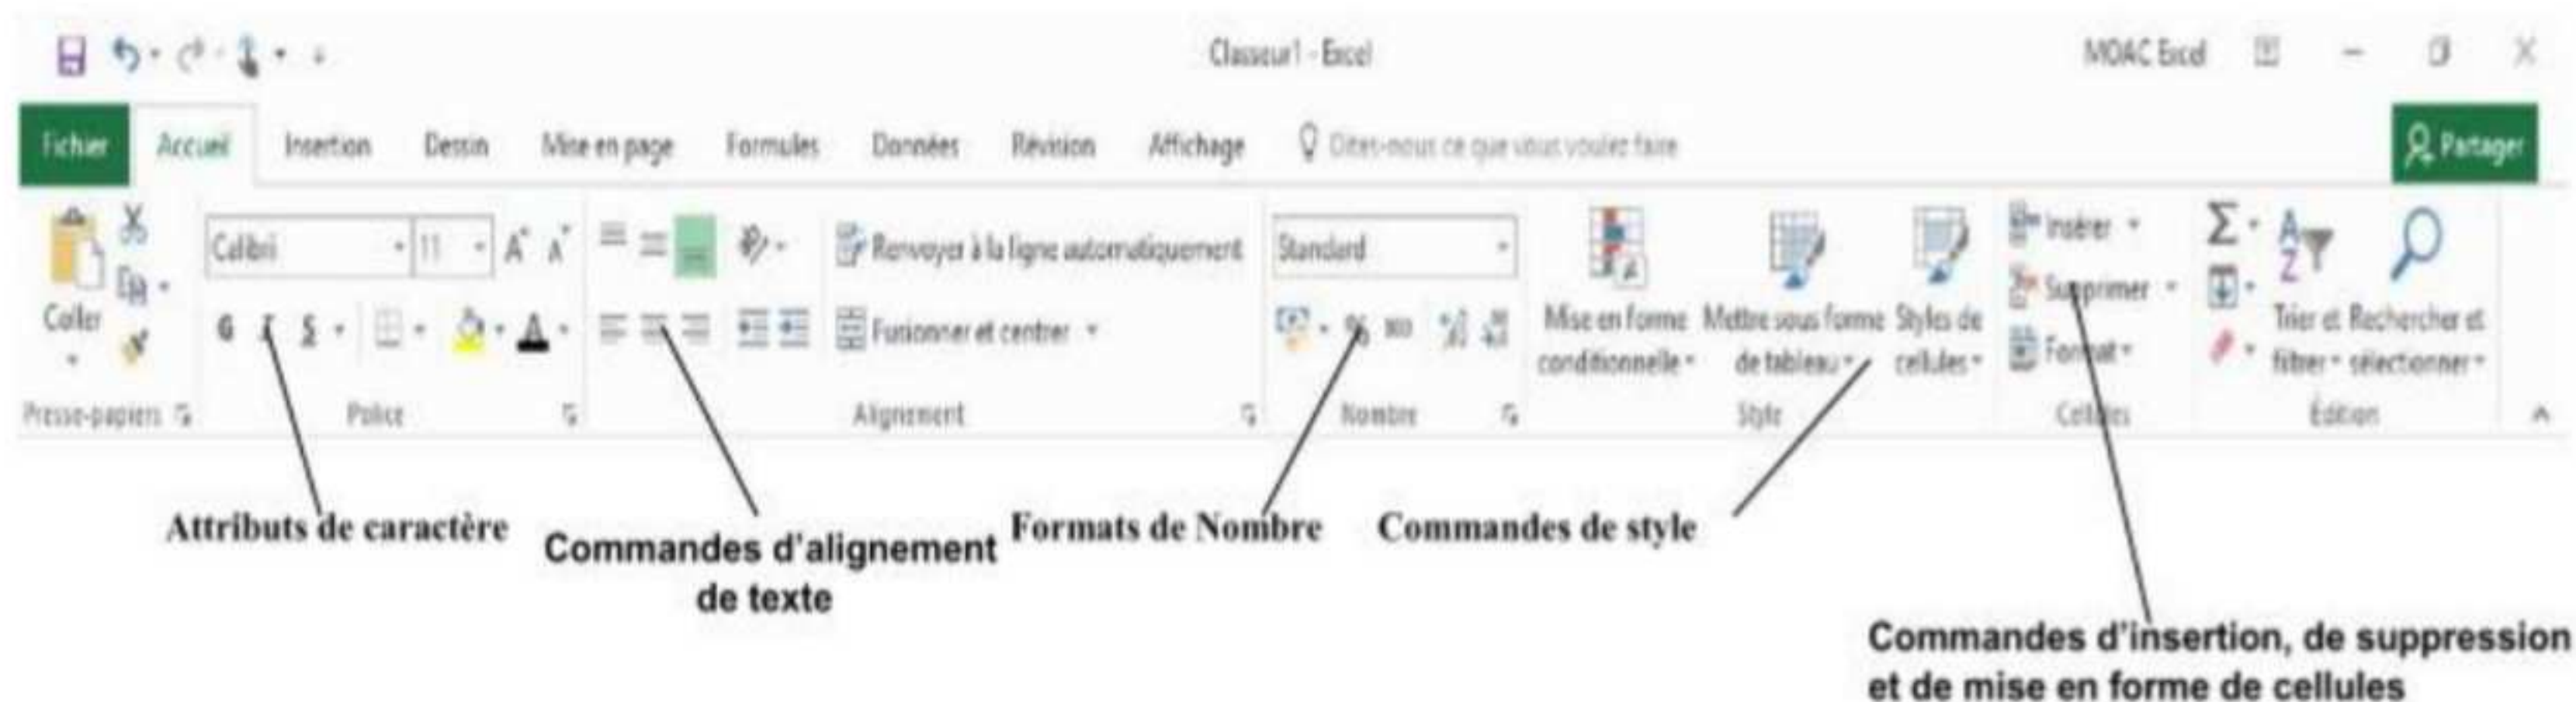 Classeur1 - Excel MOAC Excel
Fichier Accueil Insertion Dessin Mise en page Formules Données Révision Affichage Dites-nous ce que vous voulez faire Partager
Calibri 11 Renvoyer à la ligne automatiquement Standard Insérer
Supprimer
Coller G I S Fusionner et centrer % 000 Mise en forme Mettre sous forme Styles de Format Trier et Rechercher et
conditionnelle de tableau cellules filtrer sélectionner
Presse-papiers Police Alignement Nombre Style Cellules Édition
Attributs de caractère Commandes d'alignement Formats de Nombre Commandes de style
de texte
Commandes d'insertion, de suppression
et de mise en forme de cellules